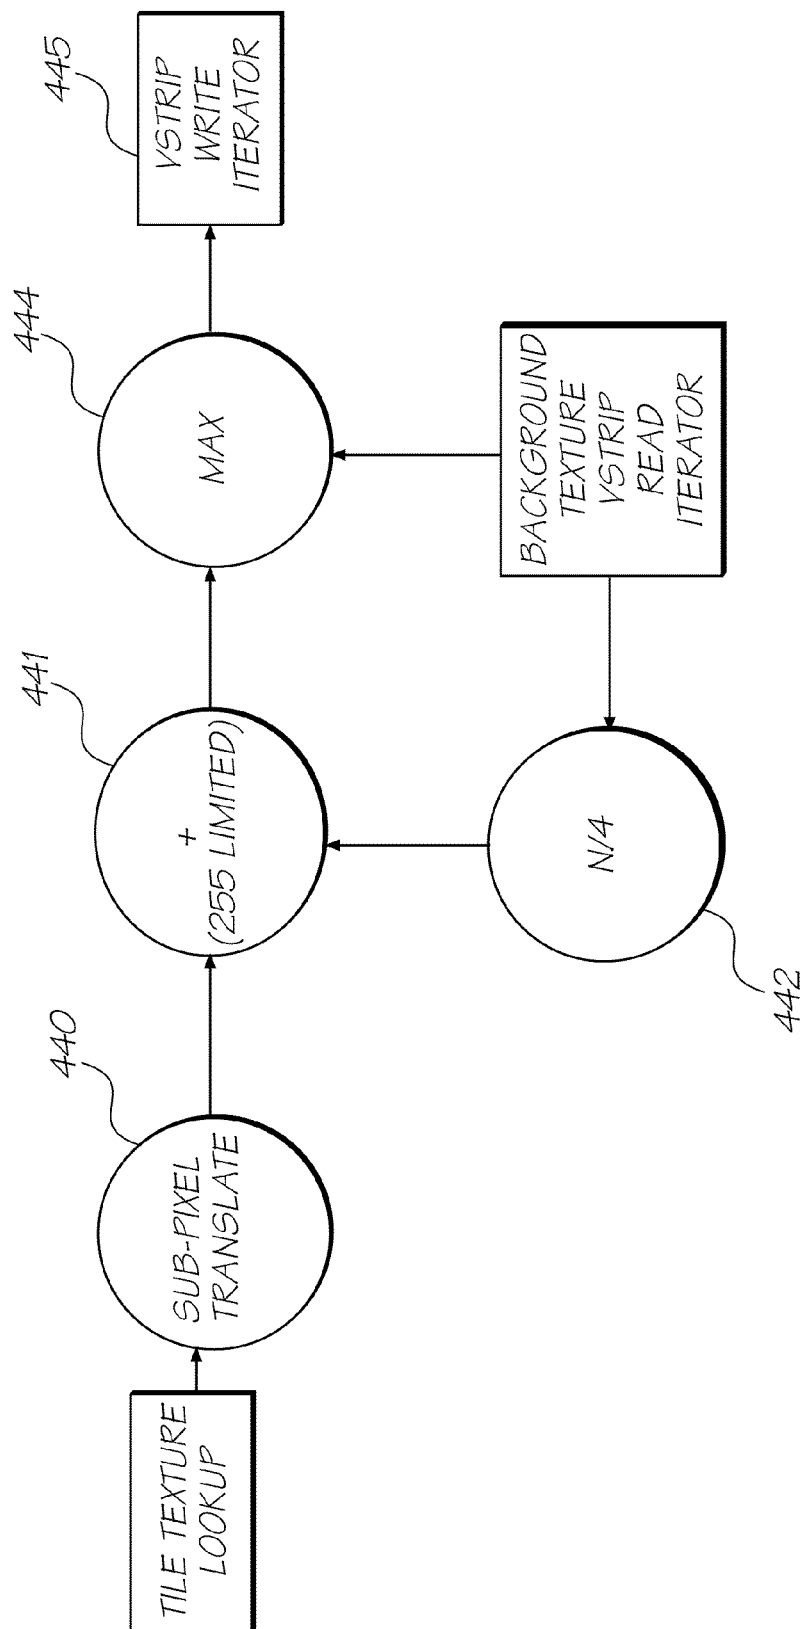 TILE TEXTURE
LOOKUP
SUB-PIXEL
TRANSLATE
440
+
(255 LIMITED)
441
MAX
444
VSTRIP
WRITE
ITERATOR
445
N/4
442
BACKGROUND
TEXTURE
VSTRIP
READ
ITERATOR